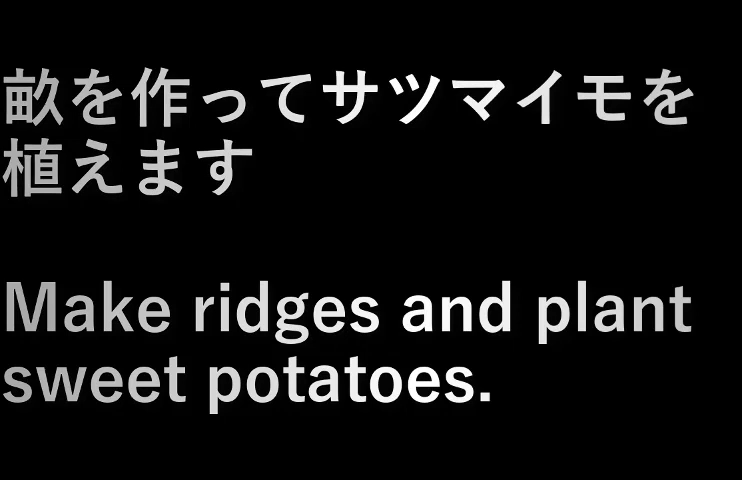 畝を作ってサツマイモを
植えます
Make ridges and plant
sweet potatoes.